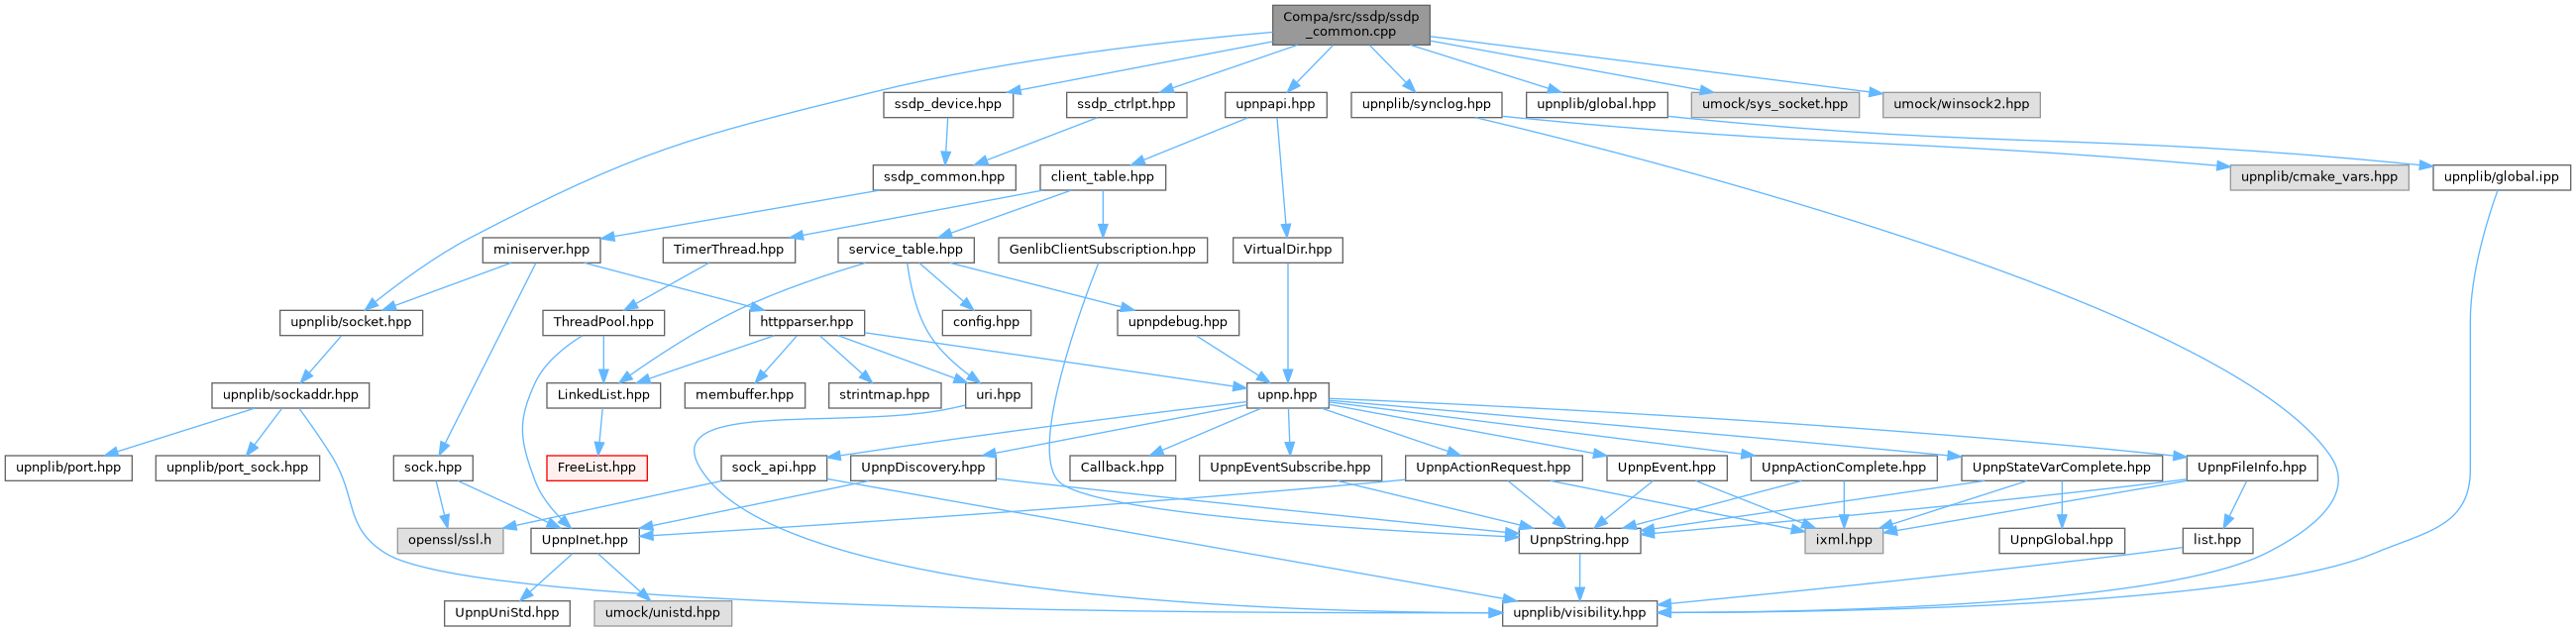 Compa/src/ssdp/ssdp
_common.cpp
ssdp_device.hpp
ssdp_ctrlpt.hpp
upnpapi.hpp
upnplib/synclog.hpp
upnplib/global.hpp
umock/sys_socket.hpp
umock/winsock2.hpp
ssdp_common.hpp
client_table.hpp
upnplib/cmake_vars.hpp
upnplib/global.ipp
miniserver.hpp
TimerThread.hpp
service_table.hpp
GenlibClientSubscription.hpp
VirtualDir.hpp
upnplib/socket.hpp
ThreadPool.hpp
httpparser.hpp
config.hpp
upnpdebug.hpp
upnplib/sockaddr.hpp
LinkedList.hpp
membuffer.hpp
strintmap.hpp
uri.hpp
upnp.hpp
upnplib/port.hpp
upnplib/port_sock.hpp
sock.hpp
FreeList.hpp
sock_api.hpp
UpnpDiscovery.hpp
Callback.hpp
UpnpEventSubscribe.hpp
UpnpActionRequest.hpp
UpnpEvent.hpp
UpnpActionComplete.hpp
UpnpStateVarComplete.hpp
UpnpFileInfo.hpp
openssl/ssl.h
UpnpInet.hpp
UpnpString.hpp
ixml.hpp
UpnpGlobal.hpp
list.hpp
UpnpUniStd.hpp
umock/unistd.hpp
upnplib/visibility.hpp